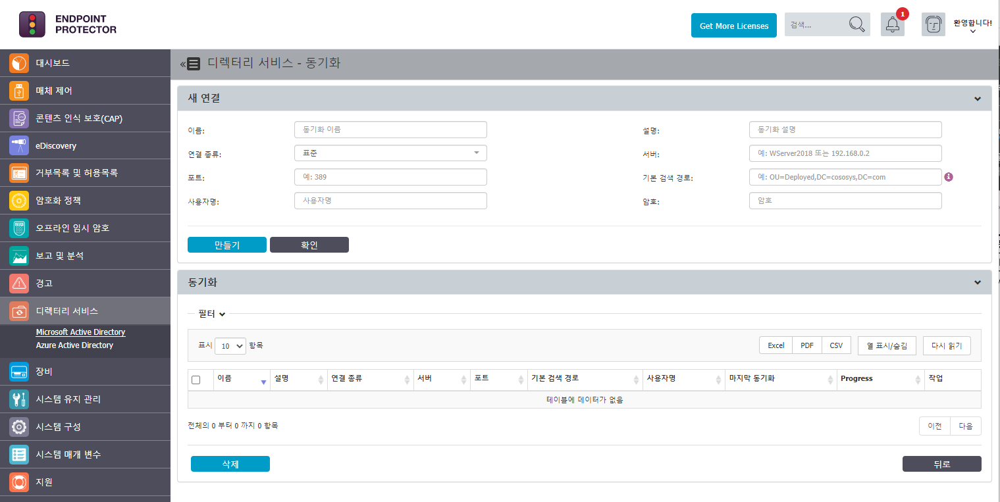 ENDPOINT
PROTECTOR
Get More Licenses
검색...
1
환영합니다!
대시보드
매체 제어
콘텐츠 인식 보호(CAP)
eDiscovery
거부목록 및 허용목록
암호화 정책
오프라인 임시 암호
보고 및 분석
경고
디렉터리 서비스
Microsoft Active Directory
Azure Active Directory
장비
시스템 유지 관리
시스템 구성
시스템 매개 변수
지원
디렉터리 서비스 - 동기화
새 연결
이름: 동기화 이름 설명: 동기화 설명
연결 종류: 표준 서버: 예: WServer2018 또는 192.168.0.2
포트: 예: 389 기본 검색 경로: 예: OU=Deployed,DC=cososys,DC=com
사용자명: 사용자명 암호: 암호
만들기 확인
동기화
필터
표시 10 항목 Excel PDF CSV 열 표시/숨김 다시 읽기
이름 설명 연결 종류 서버 포트 기본 검색 경로 사용자명 마지막 동기화 Progress 작업
테이블에 데이터가 없음
전체의 0 부터 0 까지 0 항목 이전 다음
삭제 뒤로